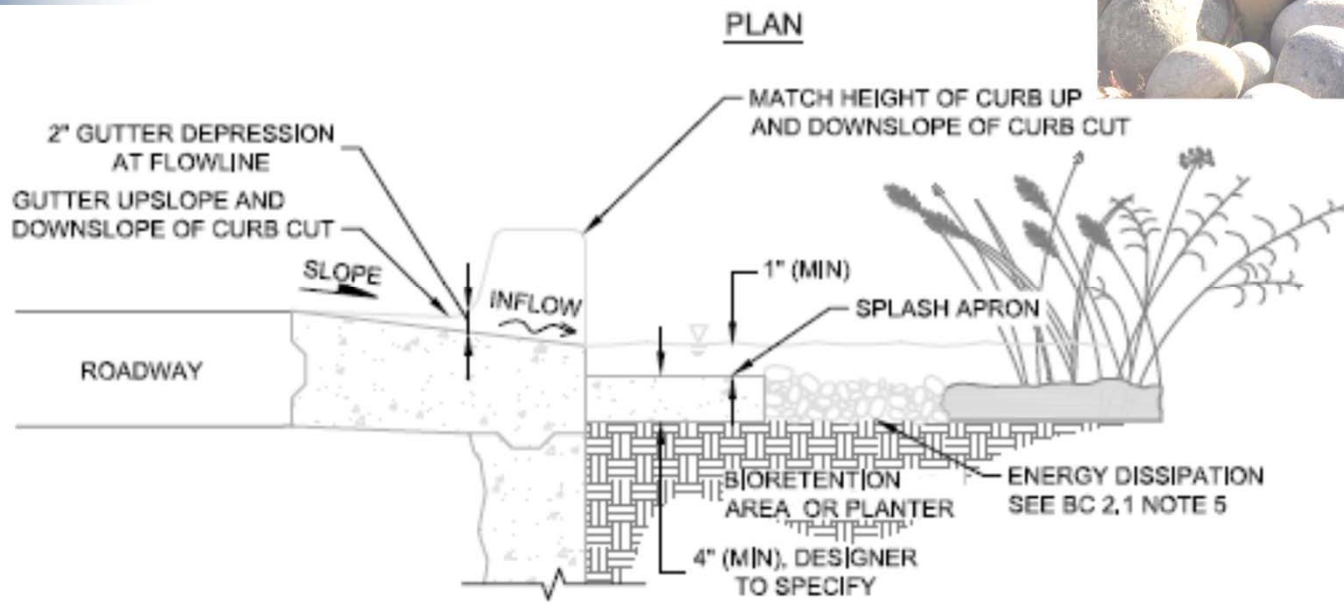 PLAN
MATCH HEIGHT OF CURB UP
AND DOWNSLOPE OF CURB CUT
2" GUTTER DEPRESSION
AT FLOWLINE
GUTTER UPSLOPE AND
DOWNSLOPE OF CURB CUT
SLOPE
INFLOW
1" (MIN)
SPLASH APRON
ROADWAY
BIORETENTION
AREA OR PLANTER
ENERGY DISSIPATION
SEE BC 2.1 NOTE 5
4" (MIN), DESIGNER
TO SPECIFY